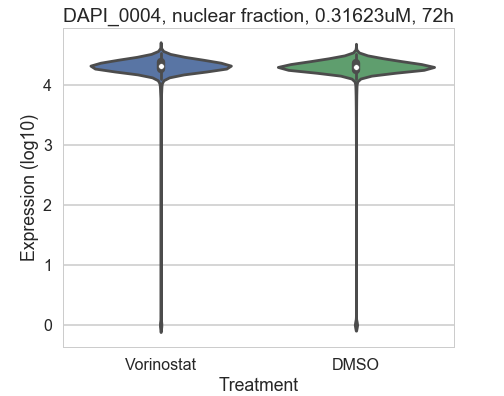 DAPI_0004, nuclear fraction, 0.31623uM, 72h
Expression (log10)
4
3
2
1
0
Vorinostat DMSO
Treatment